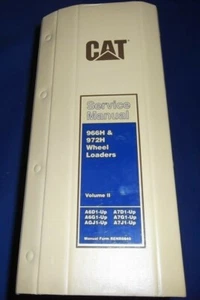 CAT
Service
Manual
966H &
972H
Wheel
Loaders
Volume II
A6D1-Up A7D1-Up
A6G1-Up A7G1-Up
A6J1-Up A7J1-Up
Manual Form